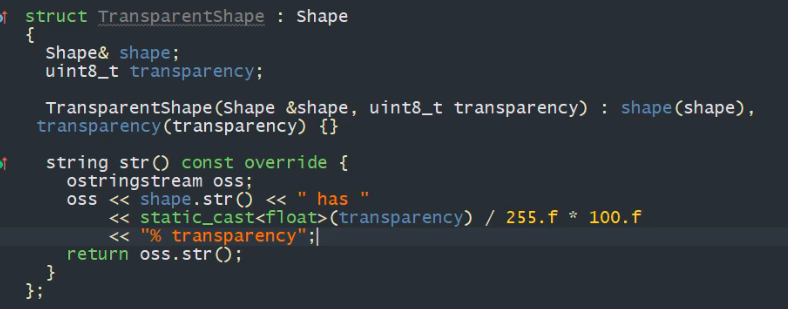 struct TransparentShape : Shape
{
  Shape& shape;
  uint8_t transparency;

  TransparentShape(Shape &shape, uint8_t transparency) : shape(shape),
 transparency(transparency) {}

  string str() const override {
    ostringstream oss;
    oss << shape.str() << " has "
        << static_cast<float>(transparency) / 255.f * 100.f
        << "% transparency";
    return oss.str();
  }
};